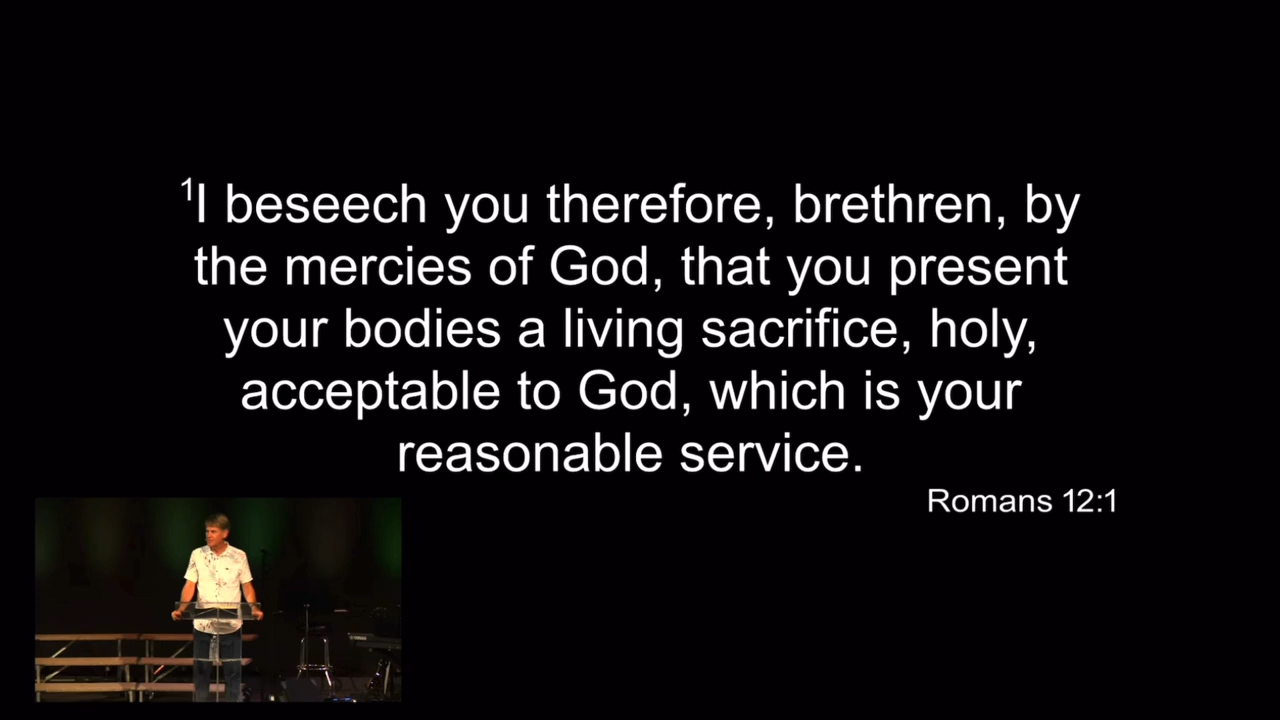 1I beseech you therefore, brethren, by
the mercies of God, that you present
your bodies a living sacrifice, holy,
acceptable to God, which is your
reasonable service.
Romans 12:1